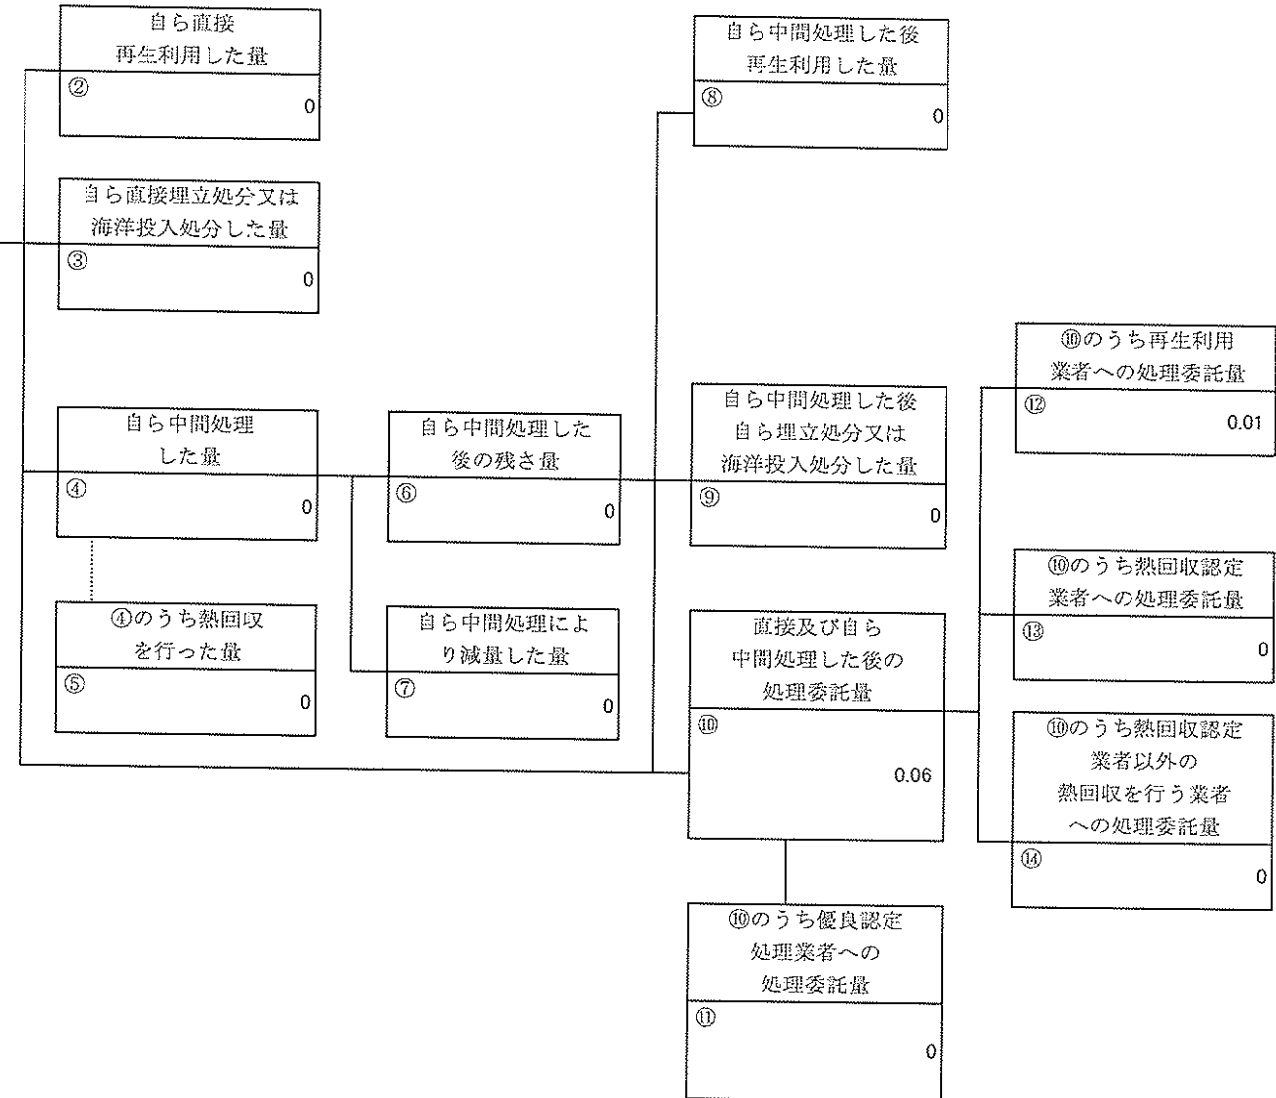 自ら直接
再生利用した量
②
0
自ら直接埋立処分又は
海洋投入処分した量
③
0
自ら中間処理
した量
④
0
④のうち熱回収
を行った量
⑤
0
自ら中間処理した
後の残さ量
⑥
0
自ら中間処理によ
り減量した量
⑦
0
自ら中間処理した後
再生利用した量
⑧
0
自ら中間処理した後
自ら埋立処分又は
海洋投入処分した量
⑨
0
直接及び自ら
中間処理した後の
処理委託量
⑩
0.06
⑩のうち優良認定
処理業者への
処理委託量
⑪
0
⑩のうち再生利用
業者への処理委託量
⑫
0.01
⑩のうち熱回収認定
業者への処理委託量
⑬
0
⑩のうち熱回収認定
業者以外の
熱回収を行う業者
への処理委託量
⑭
0